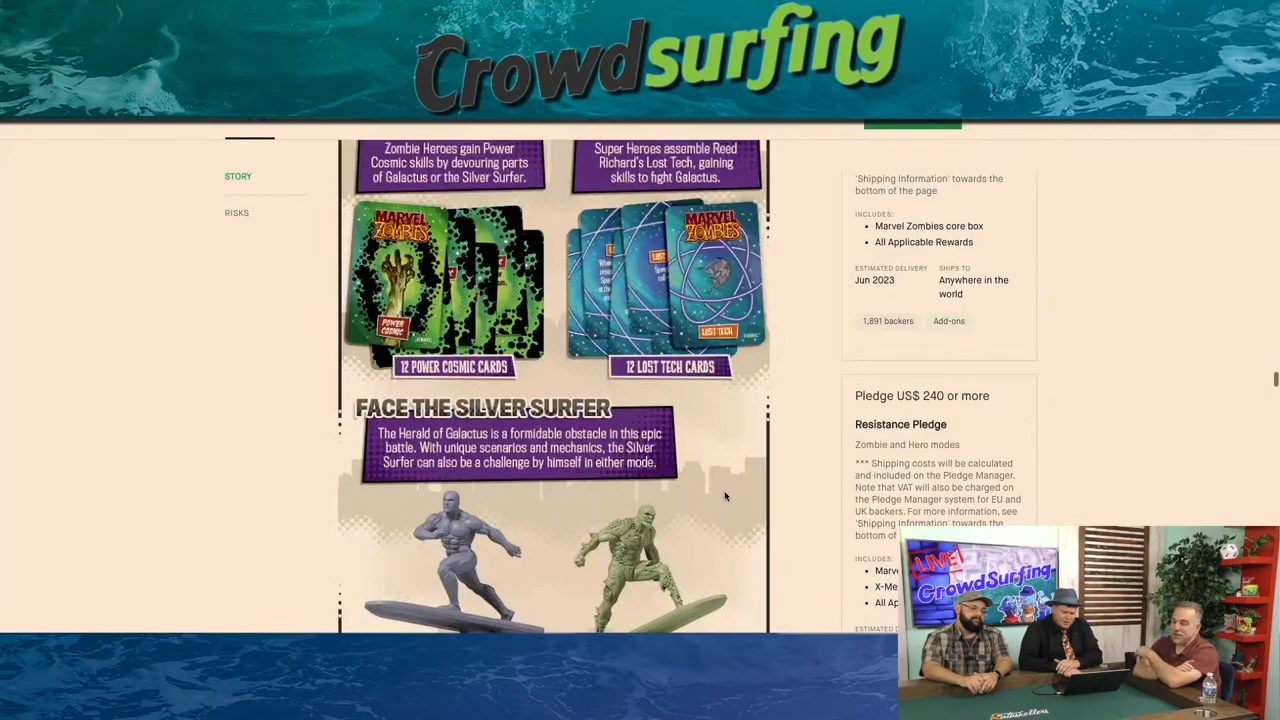 Crowdsurfing
STORY
RISKS
Zombie Heroes gain Power
Cosmic skills by devouring parts
of Galactus or the Silver Surfer.
Super Heroes assemble Reed
Richard's Lost Tech, gaining
skills to fight Galactus.
MARVEL
ZOMBIES
POWER
COSMIC
MARVEL
ZOMBIES
LOST TECH
12 POWER COSMIC CARDS
12 LOST TECH CARDS
FACE THE SILVER SURFER
The Herald of Galactus is a formidable obstacle in this epic
battle. With unique scenarios and mechanics, the Silver
Surfer can also be a challenge by himself in either mode.
'Shipping Information' towards the
bottom of the page
INCLUDES:
Marvel Zombies core box
All Applicable Rewards
ESTIMATED DELIVERY
Jun 2023
SHIPS TO
Anywhere in the
world
1,891 backers
Add-ons
Pledge US$ 240 or more
Resistance Pledge
Zombie and Hero modes
*** Shipping costs will be calculated
and included on the Pledge Manager.
Note that VAT will also be charged on
the Pledge Manager system for EU and
UK backers. For more information, see
'Shipping Information' towards the
bottom of
INCLUDES:
Marv
X-Me
All Ap
ESTIMATED D
LIVE!
CrowdSurfing